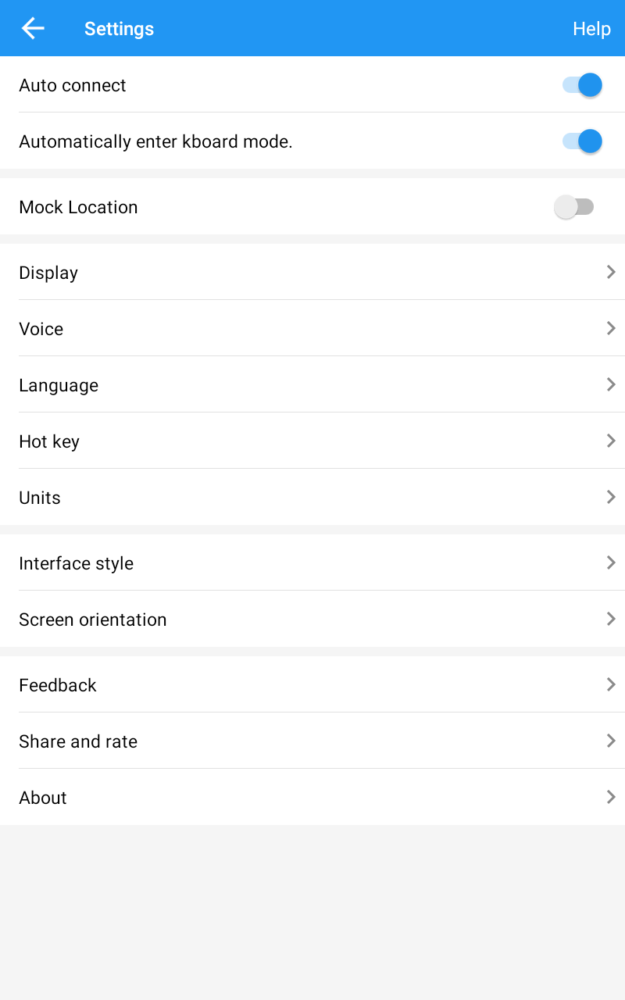 Settings
Help
Auto connect
Automatically enter kboard mode.
Mock Location
Display
Voice
Language
Hot key
Units
Interface style
Screen orientation
Feedback
Share and rate
About